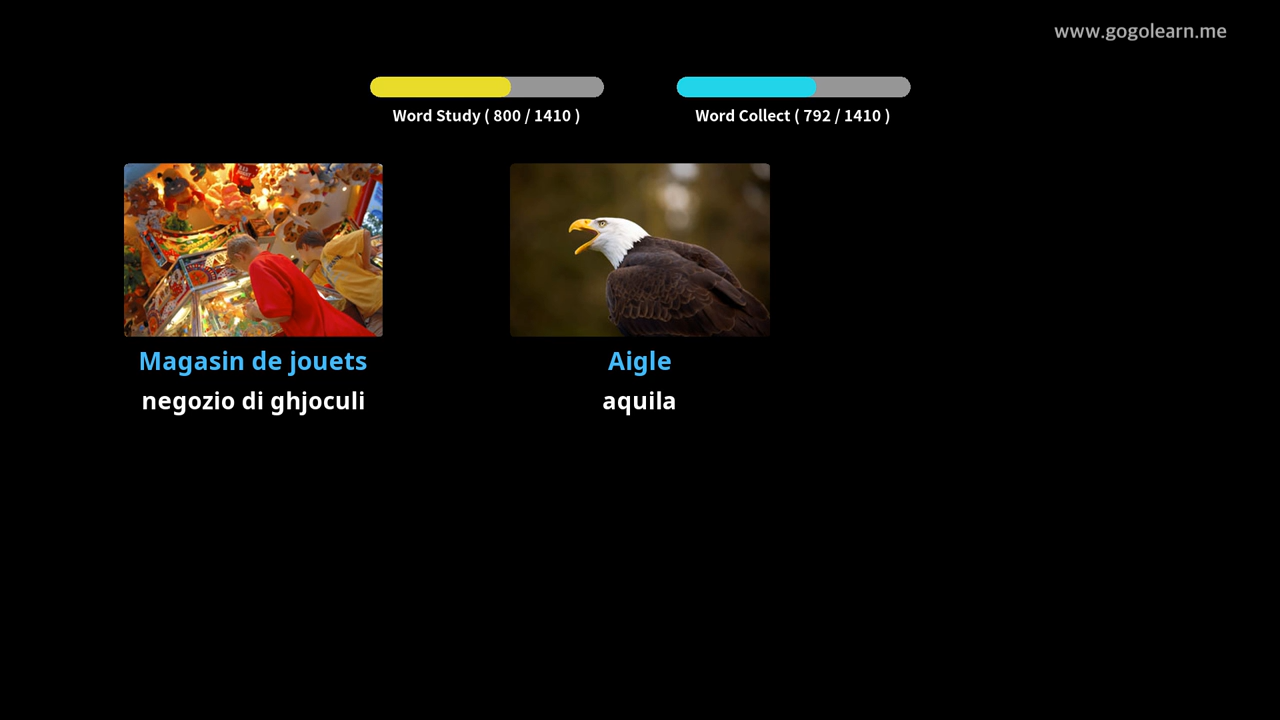 www.gogolearn.me
Word Study ( 800 / 1410 )
Word Collect ( 792 / 1410 )
Magasin de jouets
Aigle
negozio di ghjoculi
aquila